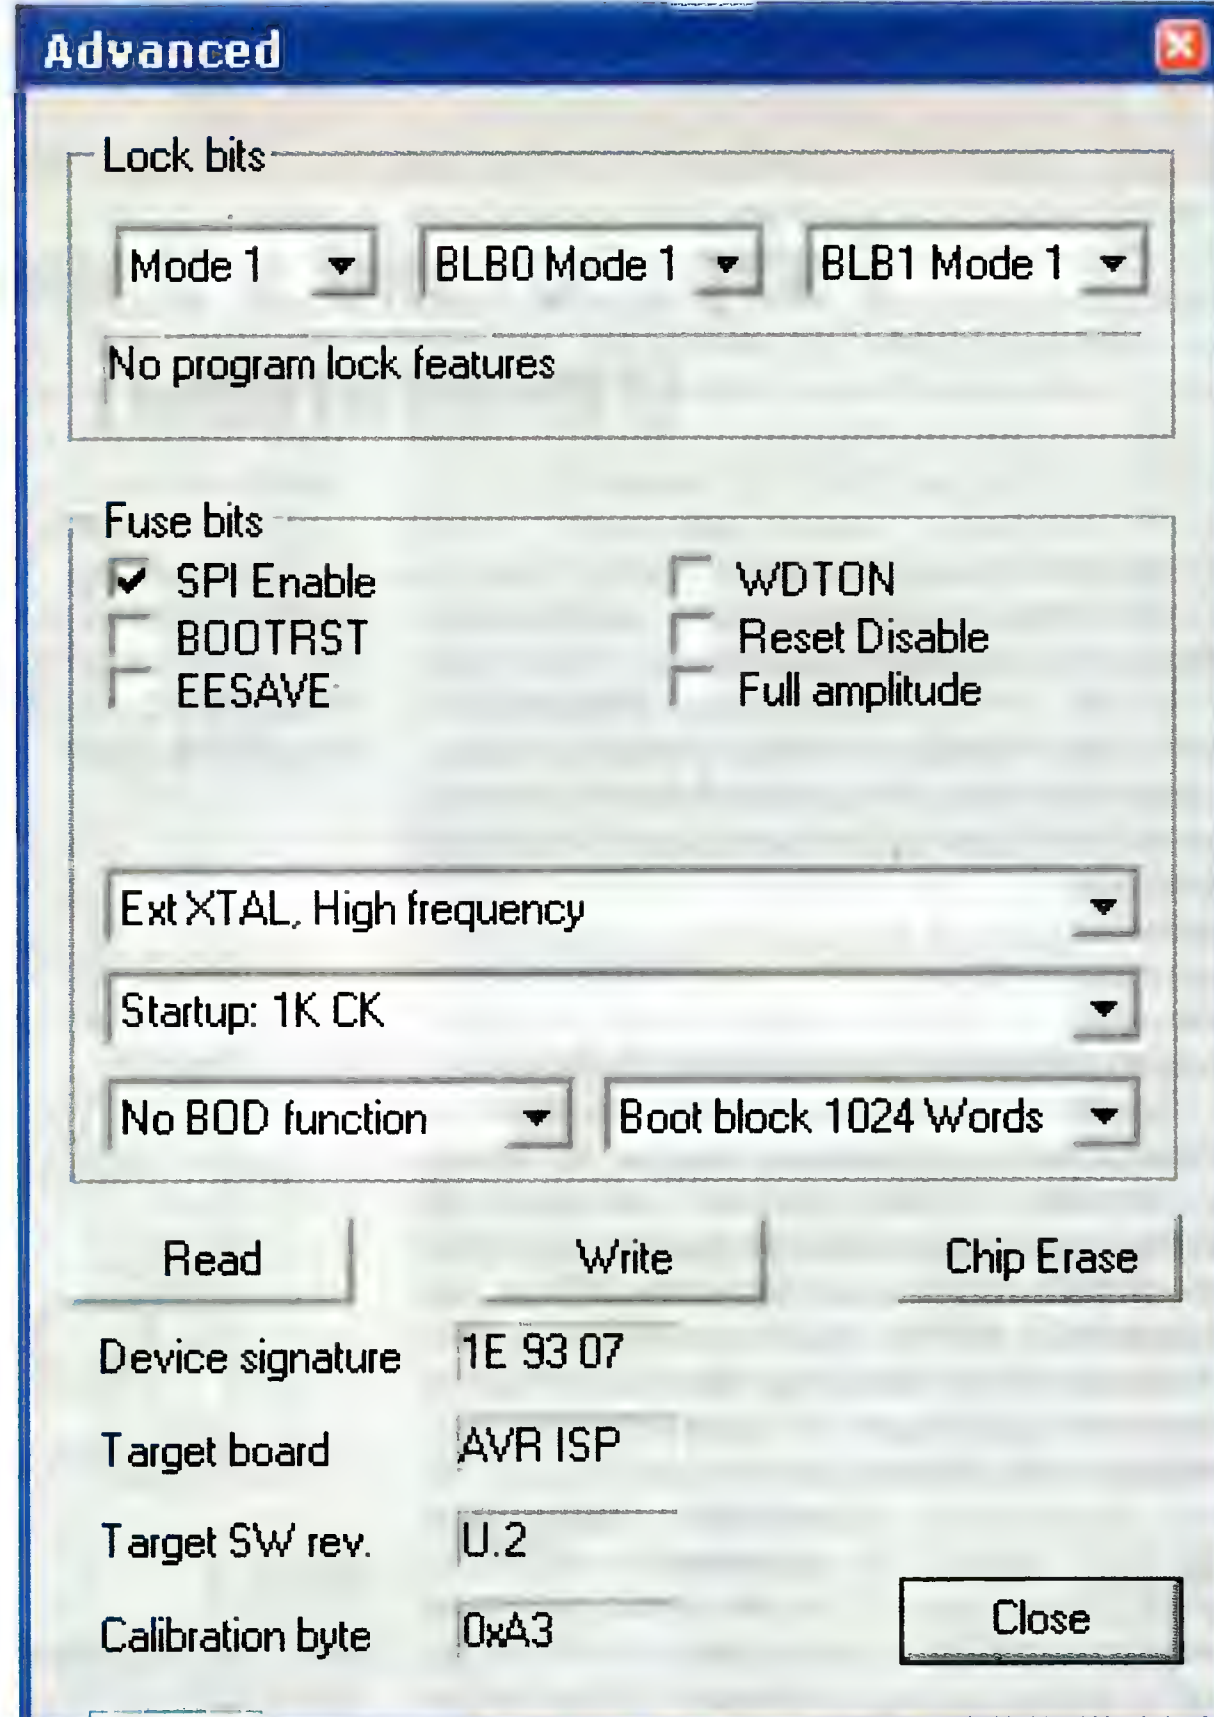 Advanced
Lock bits
Mode 1 BLB0 Mode 1 BLB1 Mode 1
No program lock features
Fuse bits
SPI Enable WDTON
BOOTRST Reset Disable
EESAVE Full amplitude
Ext XTAL, High frequency
Startup: 1K CK
No BOD function Boot block 1024 Words
Read Write Chip Erase
Device signature 1E 93 07
Target board AVR ISP
Target SW rev. U.2
Calibration byte 0xA3
Close